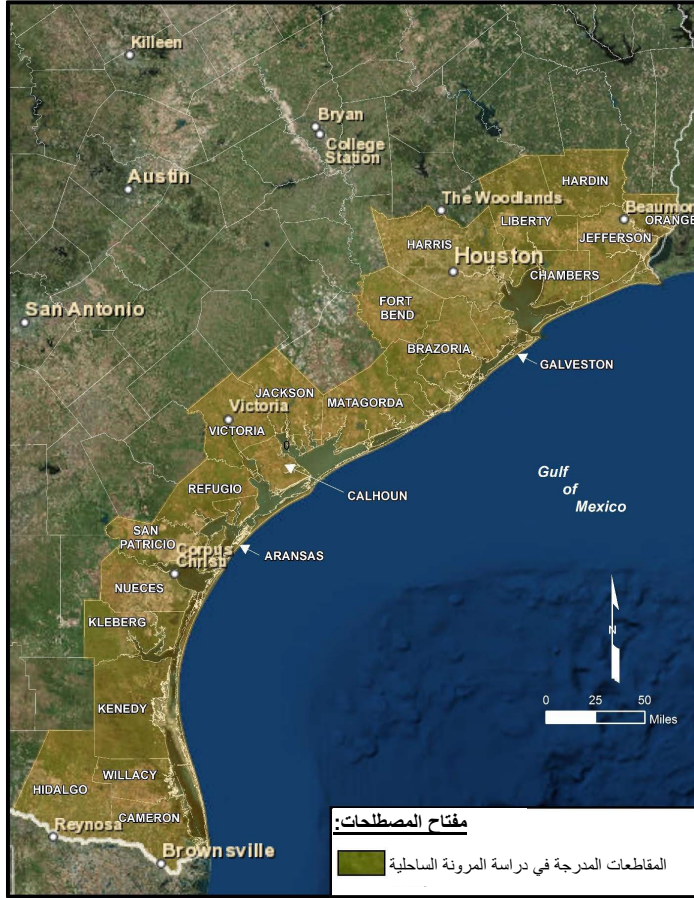 Killeen
Bryan
College
Station
Austin
The Woodlands
HARDIN
LIBERTY
Beaumon
ORANGE
JEFFERSON
HARRIS
Houston
CHAMBERS
San Antonio
FORT
BEND
BRAZORIA
GALVESTON
JACKSON
MATAGORDA
Victoria
VICTORIA
0
REFUGIO
CALHOUN
Gulf
of
Mexico
SAN
PATRICIO
Corpus
Christi
ARANSAS
NUECES
KLEBERG
N
KENEDY
0 25 50
Miles
WILLACY
HIDALGO
CAMERON
Reynosa
Brownsville
مفتاح المصطلحات:
المقاطعات المدرجة في دراسة المرونة الساحلية